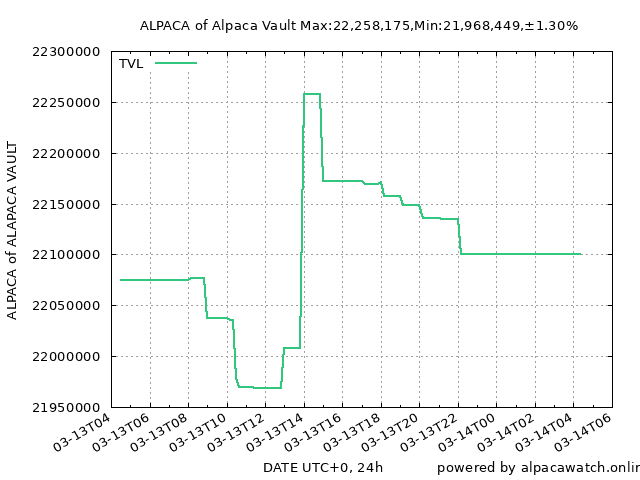 ALPACA of Alpaca Vault Max:22,258,175,Min:21,968,449,±1.30%
TVL
22300000
22250000
22200000
22150000
22100000
22050000
22000000
21950000
ALPACA of ALAPACA VAULT
03-13T04
03-13T06
03-13T08
03-13T10
03-13T12
03-13T14
03-13T16
03-13T18
03-13T20
03-13T22
03-14T00
03-14T02
03-14T04
03-14T06
DATE UTC+0, 24h
powered by alpacawatch.onlin